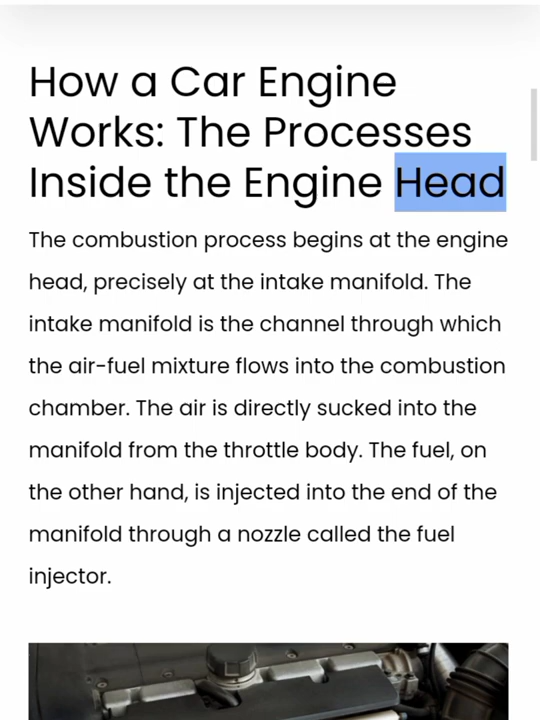 How a Car Engine
Works: The Processes
Inside the Engine Head
The combustion process begins at the engine
head, precisely at the intake manifold. The
intake manifold is the channel through which
the air-fuel mixture flows into the combustion
chamber. The air is directly sucked into the
manifold from the throttle body. The fuel, on
the other hand, is injected into the end of the
manifold through a nozzle called the fuel
injector.